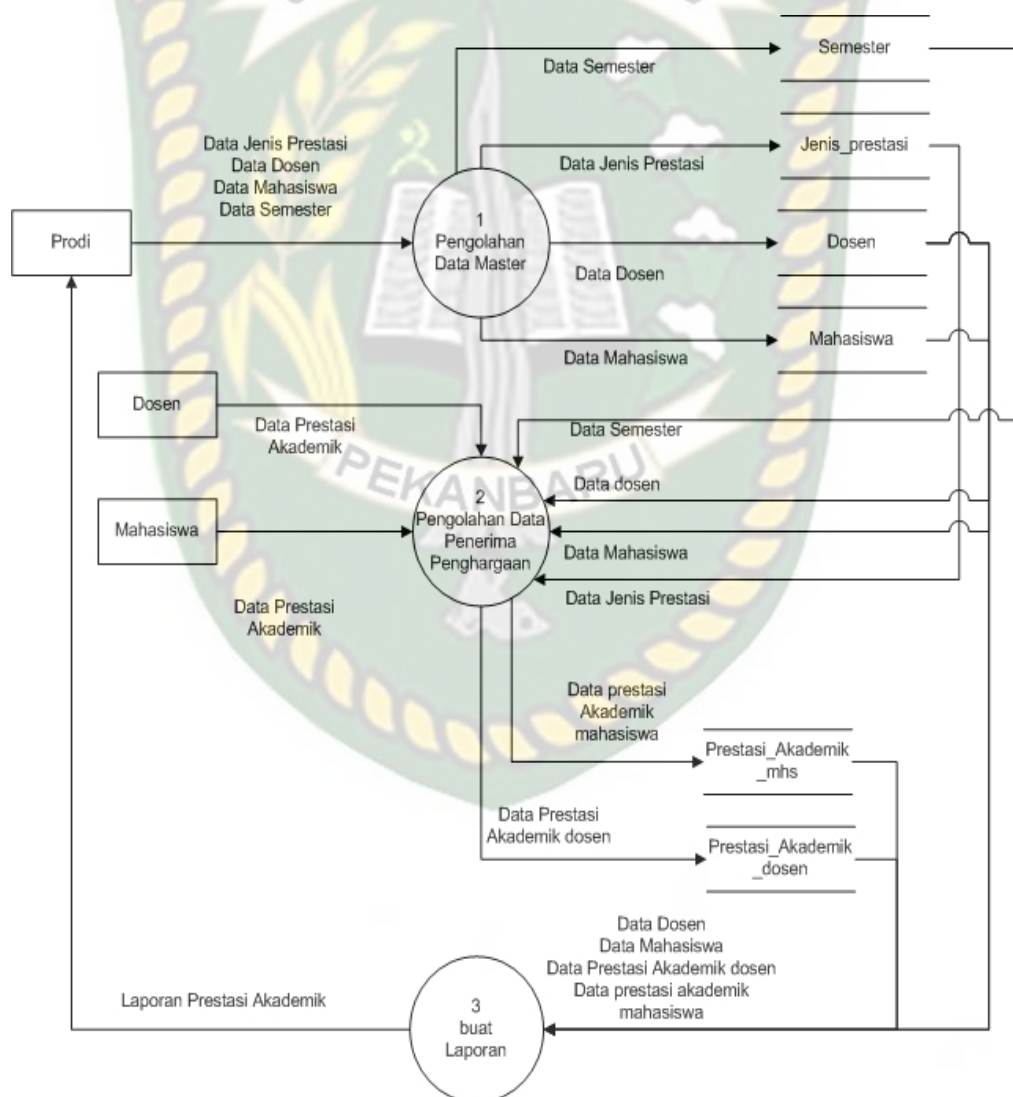 Semester
Data Semester
Data Jenis Prestasi
Data Dosen
Data Mahasiswa
Data Semester
Jenis_prestasi
Data Jenis Prestasi
Prodi
1
Pengolahan
Data Master
Dosen
Data Dosen
Mahasiswa
Data Mahasiswa
Dosen
Data Prestasi
Akademik
Data Semester
PEKANBARU
Data dosen
Mahasiswa
2
Pengolahan Data
Penerima
Penghargaan
Data Mahasiswa
Data Jenis Prestasi
Data Prestasi
Akademik
Data prestasi
Akademik
mahasiswa
Prestasi_Akademik
_mhs
Data Prestasi
Akademik dosen
Prestasi_Akademik
_dosen
Data Dosen
Data Mahasiswa
Data Prestasi Akademik dosen
Data prestasi akademik
mahasiswa
Laporan Prestasi Akademik
3
buat
Laporan